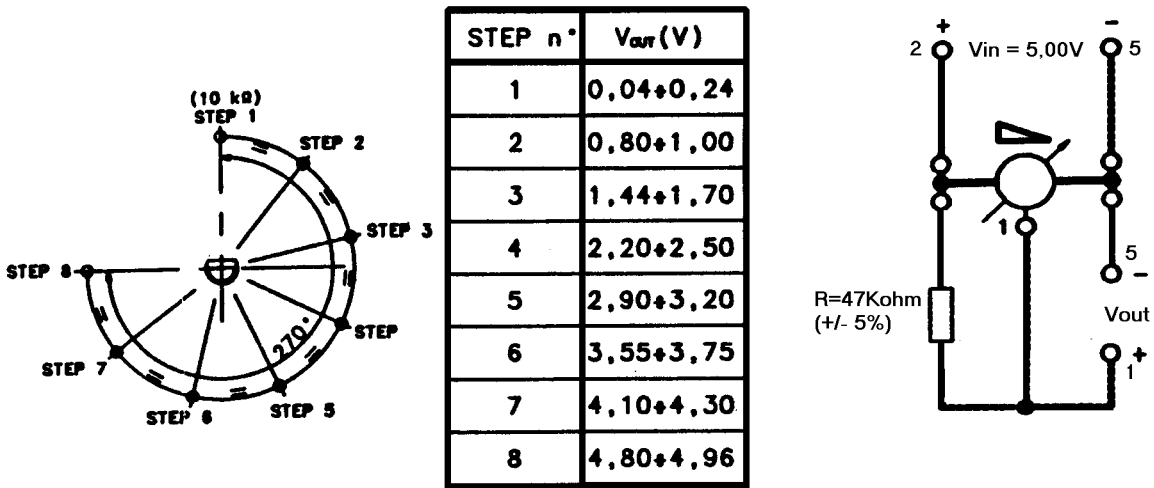 (10 kΩ)
STEP 1
STEP 2
STEP 3
STEP
STEP 5
STEP 6
STEP 7
STEP 8
270°
STEP n° VOUT(V)
1 0,04÷0,24
2 0,80÷1,00
3 1,44÷1,70
4 2,20÷2,50
5 2,90÷3,20
6 3,55÷3,75
7 4,10÷4,30
8 4,80÷4,96
+ -
2 Vin = 5,00V 5
1
5
-
R=47Kohm
(+/- 5%)
Vout
+
1